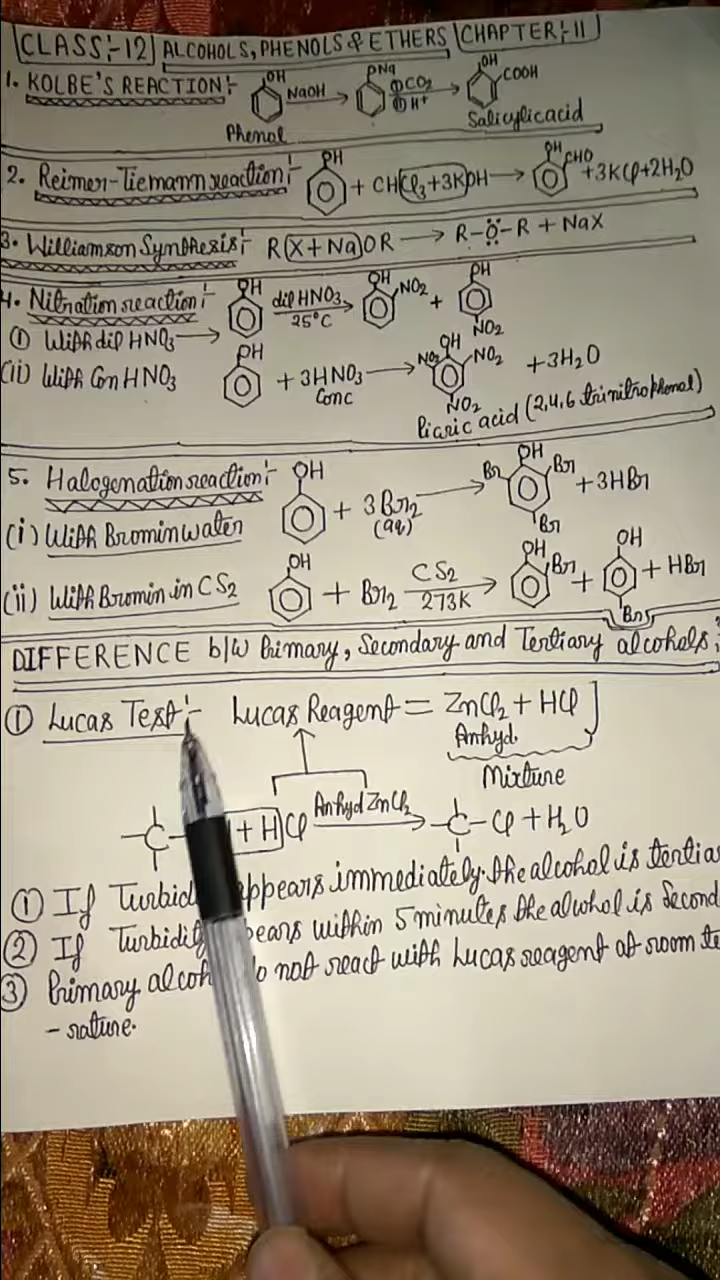 CLASS:-12 ALCOHOLS, PHENOLS & ETHERS CHAPTER:-11
1. KOLBE'S REACTION:- OH NaOH ONa ①CO2 ②H+ OH COOH
Phenol Salicylic acid
2. Reimer-Tiemann reaction:- OH + CHCl3+3KOH → OH CHO +3KCl+2H2O
3. Williamson Synthesis:- R X + Na OR → R-Ö-R + NaX
4. Nitration reaction:- OH dil HNO3 25°C OH NO2 + OH NO2
(i) With dil HNO3 →
(ii) With Con HNO3 OH + 3HNO3 Conc → OH NO2 NO2 NO2 +3H2O
Picric acid (2,4,6 trinitrophenol)
5. Halogenation reaction:- OH + 3Br2 (aq) → OH Br Br Br +3HBr
(i) With Bromin water
(ii) With Bromin in CS2 OH + Br2 CS2 273K → OH Br + OH Br + HBr
DIFFERENCE b/w Primary, Secondary and Tertiary alcohols:
① Lucas Test:- Lucas Reagent = ZnCl2 + HCl
Anhyd.
Mixture
-C- + H Cl Anhyd ZnCl2 → -C-Cl + H2O
① If Turbid appears immediately. the alcohol is tertia
② If Turbidity pears within 5 minutes the alcohol is Second
③ Primary alcoh do not react with Lucas reagent at room te
-rature.